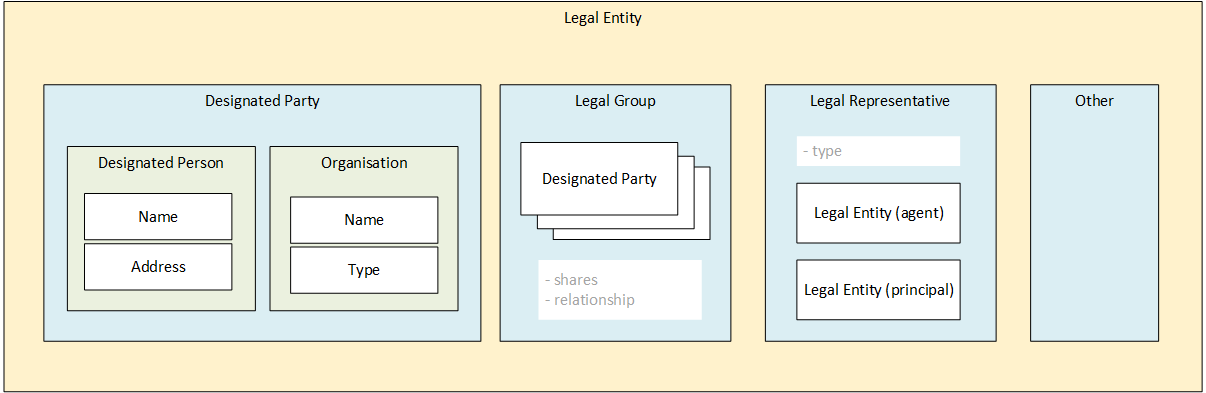 Legal Entity
Designated Party
Designated Person
Name
Address
Organisation
Name
Type
Legal Group
Designated Party
- shares
- relationship
Legal Representative
- type
Legal Entity (agent)
Legal Entity (principal)
Other